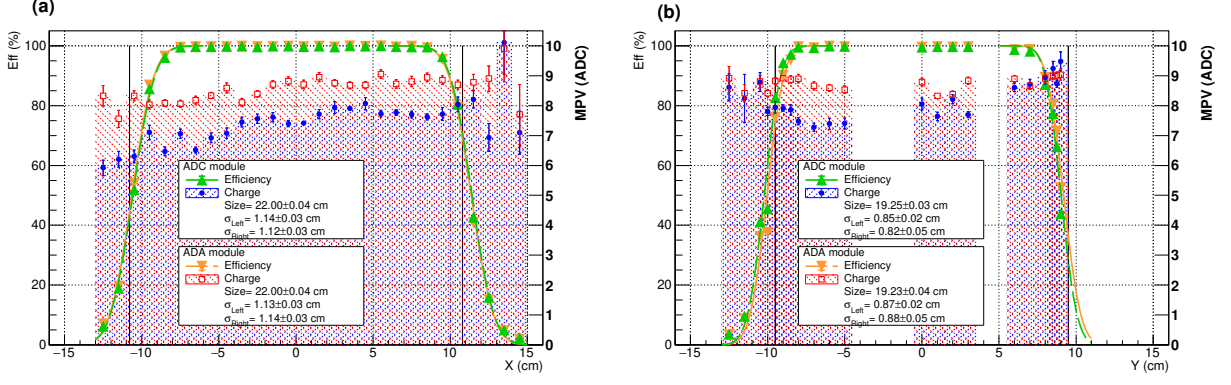 (a)
Eff (%)
100
80
60
40
20
0
−15 −10 −5 0 5 10 15
X (cm)
10
9
8
7
6
5
4
3
2
1
0
MPV (ADC)
ADC module
Efficiency
Charge
Size= 22.00±0.04 cm
σLeft= 1.14±0.03 cm
σRight= 1.12±0.03 cm
ADA module
Efficiency
Charge
Size= 22.00±0.04 cm
σLeft= 1.13±0.03 cm
σRight= 1.14±0.03 cm
(b)
Eff (%)
100
80
60
40
20
0
−15 −10 −5 0 5 10 15
Y (cm)
10
9
8
7
6
5
4
3
2
1
0
MPV (ADC)
ADC module
Efficiency
Charge
Size= 19.25±0.03 cm
σLeft= 0.85±0.02 cm
σRight= 0.82±0.05 cm
ADA module
Efficiency
Charge
Size= 19.23±0.04 cm
σLeft= 0.87±0.02 cm
σRight= 0.88±0.05 cm